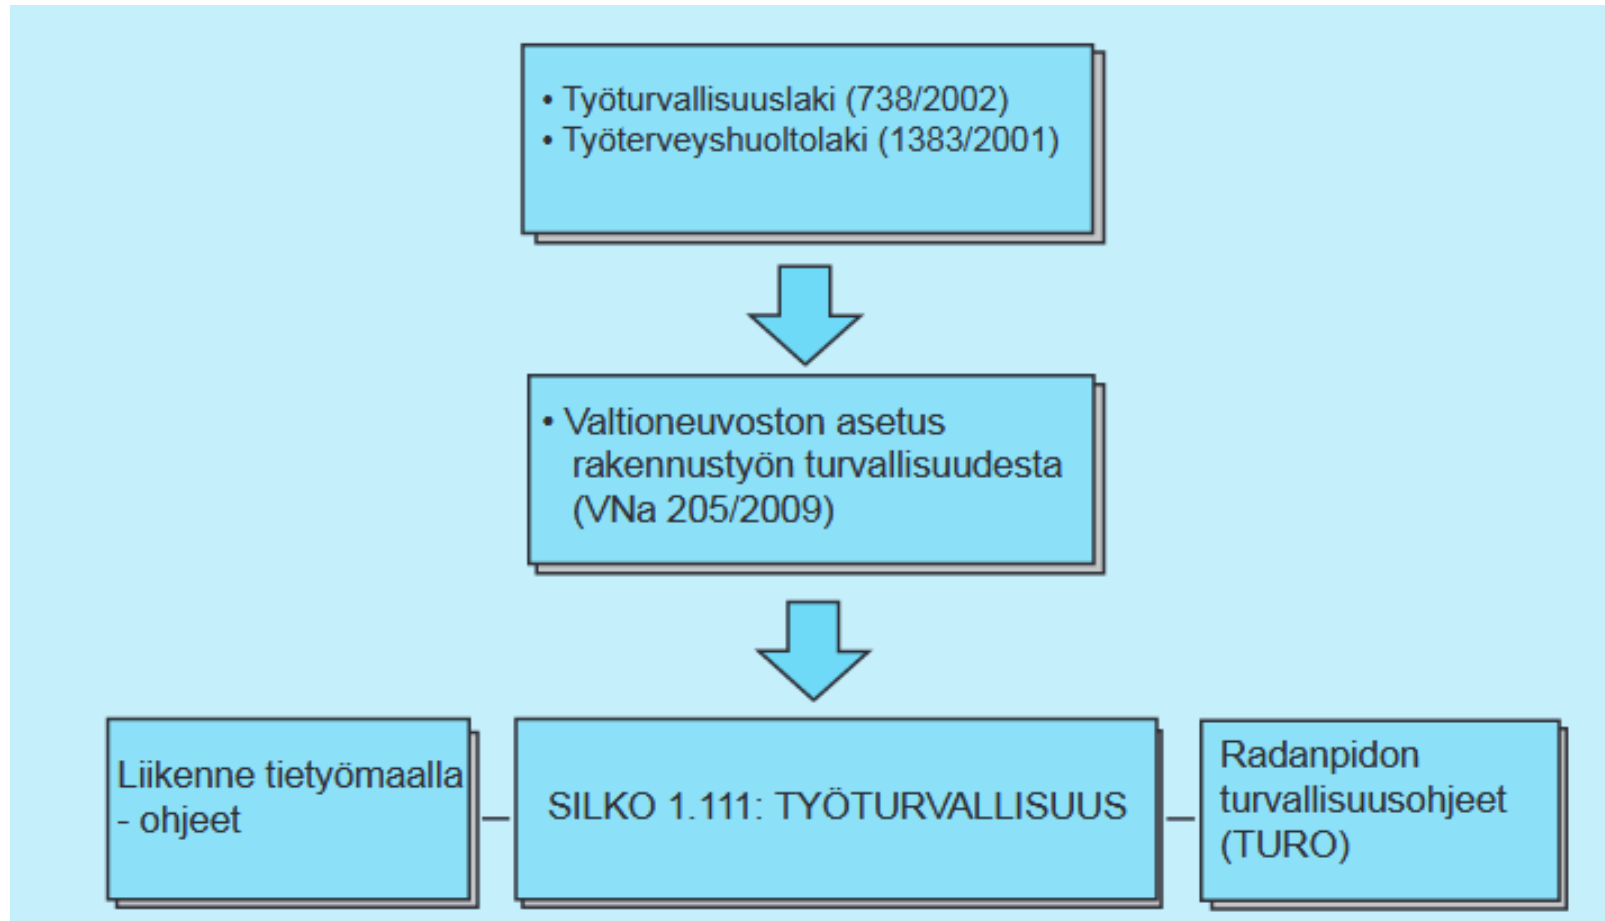 • Työturvallisuuslaki (738/2002)
• Työterveyshuoltolaki (1383/2001)
• Valtioneuvoston asetus
rakennustyön turvallisuudesta
(VNa 205/2009)
Liikenne tietyömaalla
- ohjeet
SILKO 1.111: TYÖTURVALLISUUS
Radanpidon
turvallisuusohjeet
(TURO)